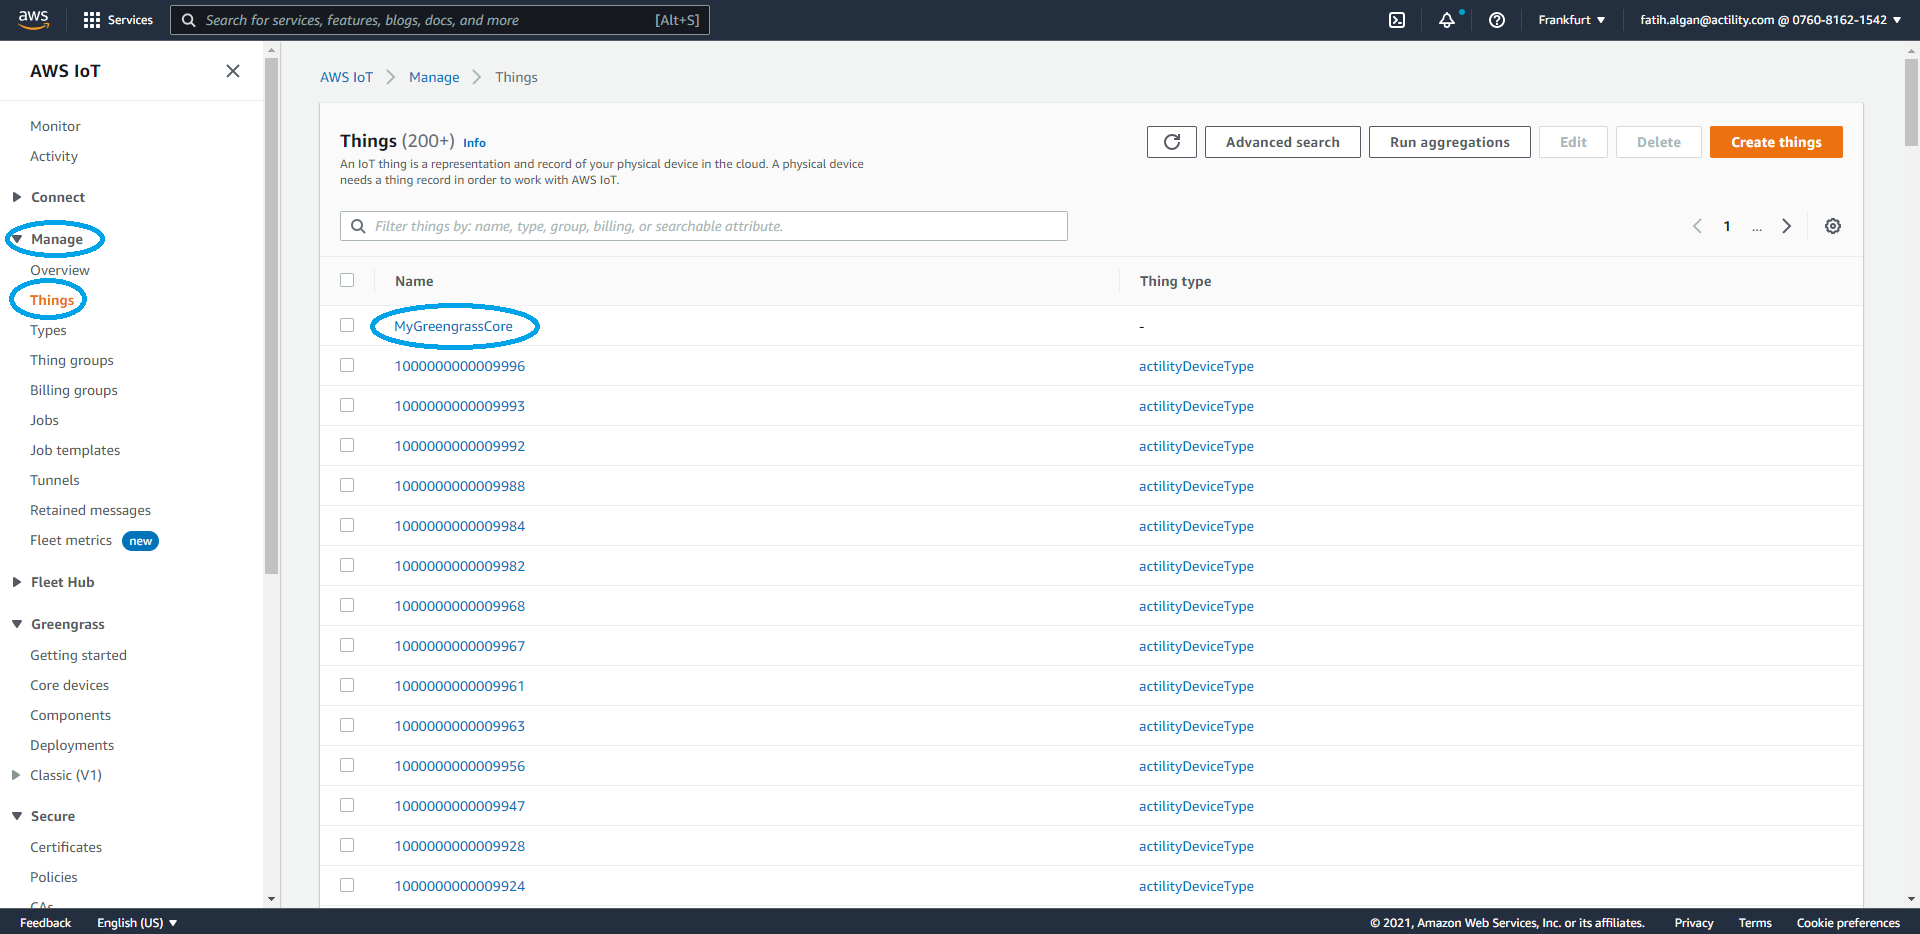 aws
Services
Search for services, features, blogs, docs, and more
[Alt+S]
Frankfurt
fatih.algan@actility.com @ 0760-8162-1542
AWS IoT
Monitor
Activity
Connect
Manage
Overview
Things
Types
Thing groups
Billing groups
Jobs
Job templates
Tunnels
Retained messages
Fleet metrics new
Fleet Hub
Greengrass
Getting started
Core devices
Components
Deployments
Classic (V1)
Secure
Certificates
Policies
CAs
AWS IoT
Manage
Things
Things (200+) Info
An IoT thing is a representation and record of your physical device in the cloud. A physical device
needs a thing record in order to work with AWS IoT.
Advanced search
Run aggregations
Edit
Delete
Create things
Filter things by: name, type, group, billing, or searchable attribute.
1
...
Name Thing type
MyGreengrassCore -
1000000000009996 actilityDeviceType
1000000000009993 actilityDeviceType
1000000000009992 actilityDeviceType
1000000000009988 actilityDeviceType
1000000000009984 actilityDeviceType
1000000000009982 actilityDeviceType
1000000000009968 actilityDeviceType
1000000000009967 actilityDeviceType
1000000000009961 actilityDeviceType
1000000000009963 actilityDeviceType
1000000000009956 actilityDeviceType
1000000000009947 actilityDeviceType
1000000000009928 actilityDeviceType
1000000000009924 actilityDeviceType
Feedback
English (US)
© 2021, Amazon Web Services, Inc. or its affiliates.
Privacy
Terms
Cookie preferences